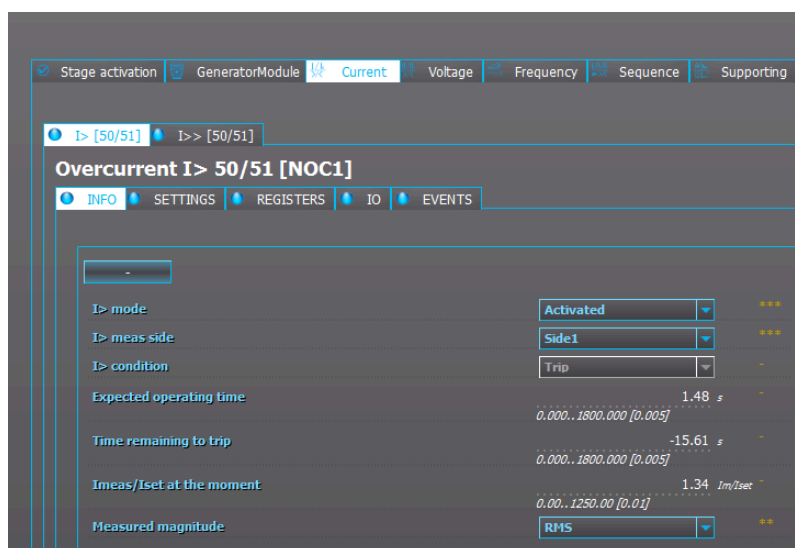 Stage activation GeneratorModule Current Voltage Frequency Sequence Supporting
I> [50/51] I>> [50/51]
Overcurrent I> 50/51 [NOC1]
INFO SETTINGS REGISTERS IO EVENTS
-
I> mode Activated ***
I> meas side Side1 ***
I> condition Trip -
Expected operating time 1.48 s -
0.000..1800.000 [0.005]
Time remaining to trip -15.61 s -
0.000..1800.000 [0.005]
Imeas/Iset at the moment 1.34 Im/Iset -
0.00..1250.00 [0.01]
Measured magnitude RMS **